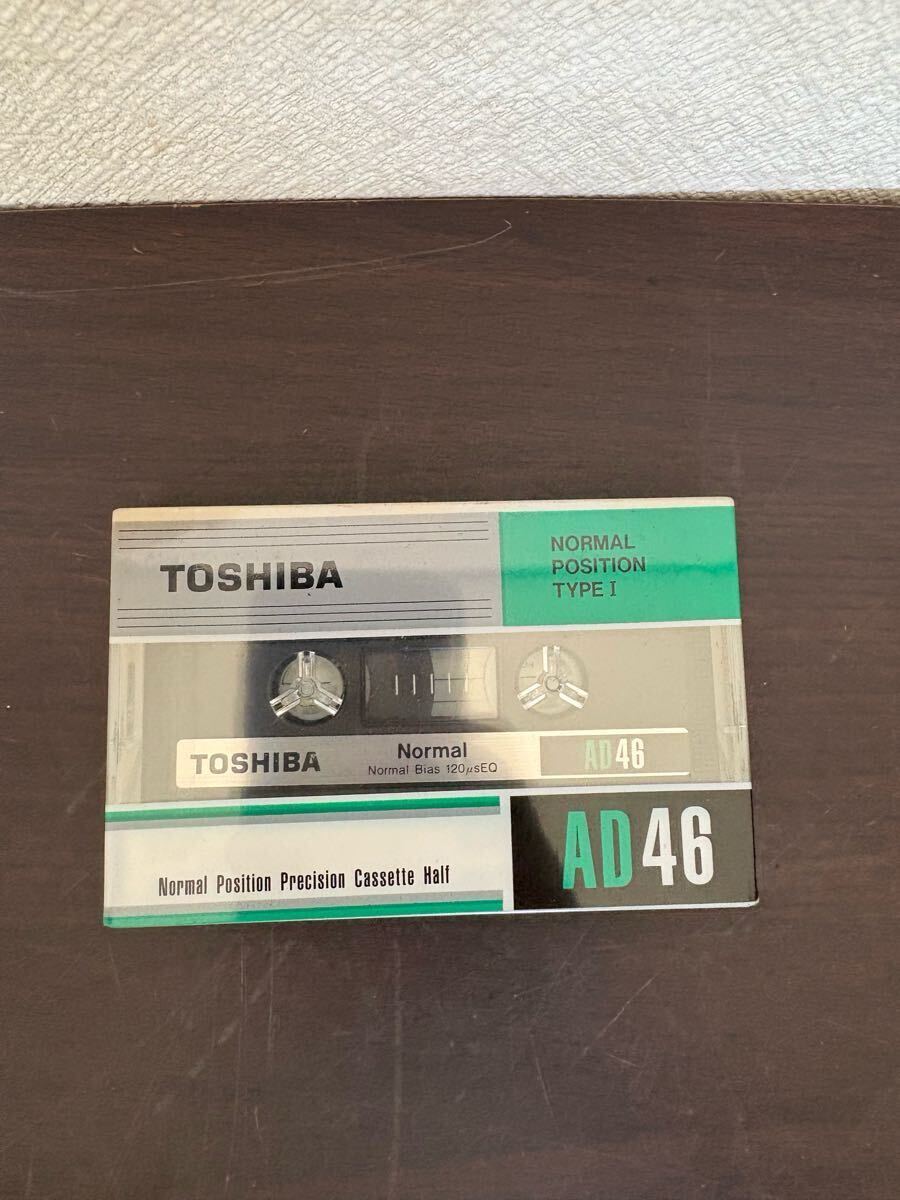 TOSHIBA
NORMAL
POSITION
TYPE I
TOSHIBA
Normal
Normal Bias 120µsEQ
AD46
Normal Position Precision Cassette Half
AD46